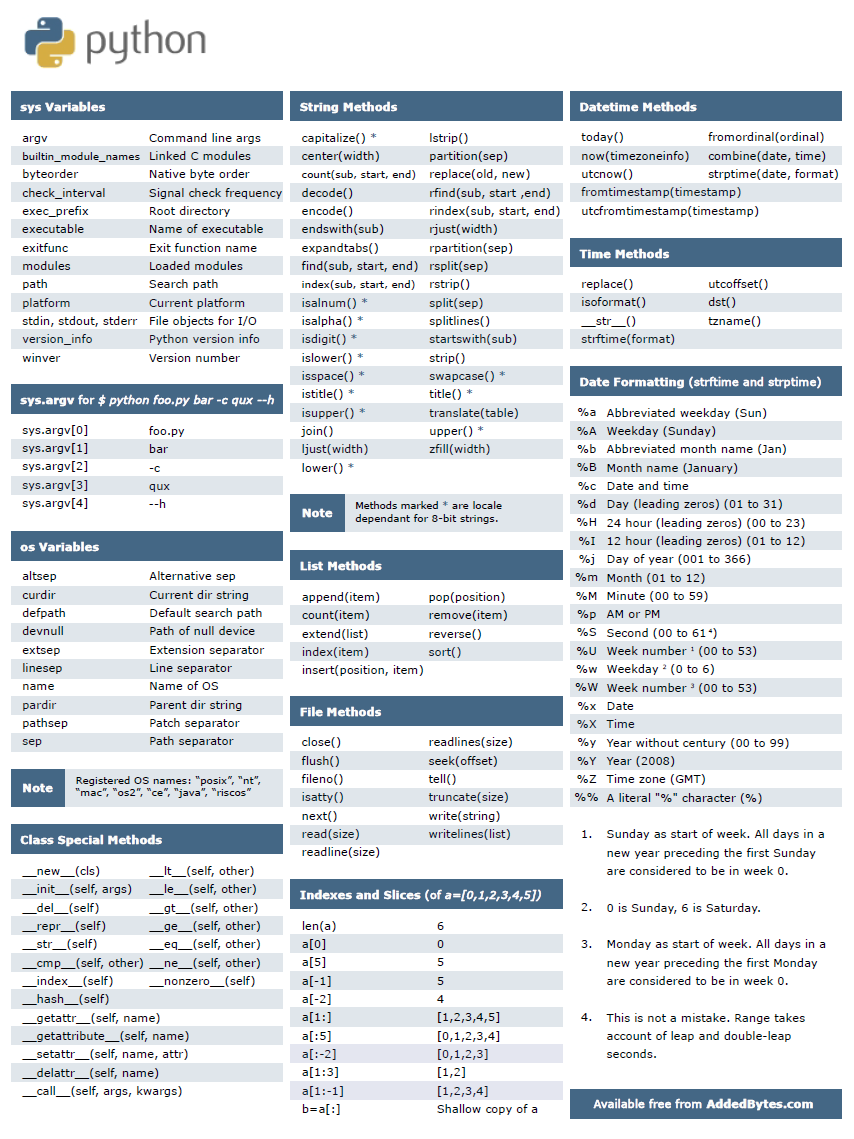 python
sys Variables
argv Command line args
builtin_module_names Linked C modules
byteorder Native byte order
check_interval Signal check frequency
exec_prefix Root directory
executable Name of executable
exitfunc Exit function name
modules Loaded modules
path Search path
platform Current platform
stdin, stdout, stderr File objects for I/O
version_info Python version info
winver Version number
sys.argv for $ python foo.py bar -c qux --h
sys.argv[0] foo.py
sys.argv[1] bar
sys.argv[2] -c
sys.argv[3] qux
sys.argv[4] --h
os Variables
altsep Alternative sep
curdir Current dir string
defpath Default search path
devnull Path of null device
extsep Extension separator
linesep Line separator
name Name of OS
pardir Parent dir string
pathsep Patch separator
sep Path separator
Note
Registered OS names: “posix”, “nt”,
“mac”, “os2”, “ce”, “java”, “riscos”
Class Special Methods
__new__(cls) __lt__(self, other)
__init__(self, args) __le__(self, other)
__del__(self) __gt__(self, other)
__repr__(self) __ge__(self, other)
__str__(self) __eq__(self, other)
__cmp__(self, other) __ne__(self, other)
__index__(self) __nonzero__(self)
__hash__(self)
__getattr__(self, name)
__getattribute__(self, name)
__setattr__(self, name, attr)
__delattr__(self, name)
__call__(self, args, kwargs)
String Methods
capitalize() * lstrip()
center(width) partition(sep)
count(sub, start, end) replace(old, new)
decode() rfind(sub, start ,end)
encode() rindex(sub, start, end)
endswith(sub) rjust(width)
expandtabs() rpartition(sep)
find(sub, start, end) rsplit(sep)
index(sub, start, end) rstrip()
isalnum() * split(sep)
isalpha() * splitlines()
isdigit() * startswith(sub)
islower() * strip()
isspace() * swapcase() *
istitle() * title() *
isupper() * translate(table)
join() upper() *
ljust(width) zfill(width)
lower() *
Note
Methods marked * are locale
dependant for 8-bit strings.
List Methods
append(item) pop(position)
count(item) remove(item)
extend(list) reverse()
index(item) sort()
insert(position, item)
File Methods
close() readlines(size)
flush() seek(offset)
fileno() tell()
isatty() truncate(size)
next() write(string)
read(size) writelines(list)
readline(size)
Indexes and Slices (of a=[0,1,2,3,4,5])
len(a) 6
a[0] 0
a[5] 5
a[-1] 5
a[-2] 4
a[1:] [1,2,3,4,5]
a[:5] [0,1,2,3,4]
a[:-2] [0,1,2,3]
a[1:3] [1,2]
a[1:-1] [1,2,3,4]
b=a[:] Shallow copy of a
Datetime Methods
today() fromordinal(ordinal)
now(timezoneinfo) combine(date, time)
utcnow() strptime(date, format)
fromtimestamp(timestamp)
utcfromtimestamp(timestamp)
Time Methods
replace() utcoffset()
isoformat() dst()
__str__() tzname()
strftime(format)
Date Formatting (strftime and strptime)
%a Abbreviated weekday (Sun)
%A Weekday (Sunday)
%b Abbreviated month name (Jan)
%B Month name (January)
%c Date and time
%d Day (leading zeros) (01 to 31)
%H 24 hour (leading zeros) (00 to 23)
%I 12 hour (leading zeros) (01 to 12)
%j Day of year (001 to 366)
%m Month (01 to 12)
%M Minute (00 to 59)
%p AM or PM
%S Second (00 to 61⁴)
%U Week number ¹ (00 to 53)
%w Weekday ² (0 to 6)
%W Week number ³ (00 to 53)
%x Date
%X Time
%y Year without century (00 to 99)
%Y Year (2008)
%Z Time zone (GMT)
%% A literal "%" character (%)
1. Sunday as start of week. All days in a
new year preceding the first Sunday
are considered to be in week 0.
2. 0 is Sunday, 6 is Saturday.
3. Monday as start of week. All days in a
new year preceding the first Monday
are considered to be in week 0.
4. This is not a mistake. Range takes
account of leap and double-leap
seconds.
Available free from AddedBytes.com